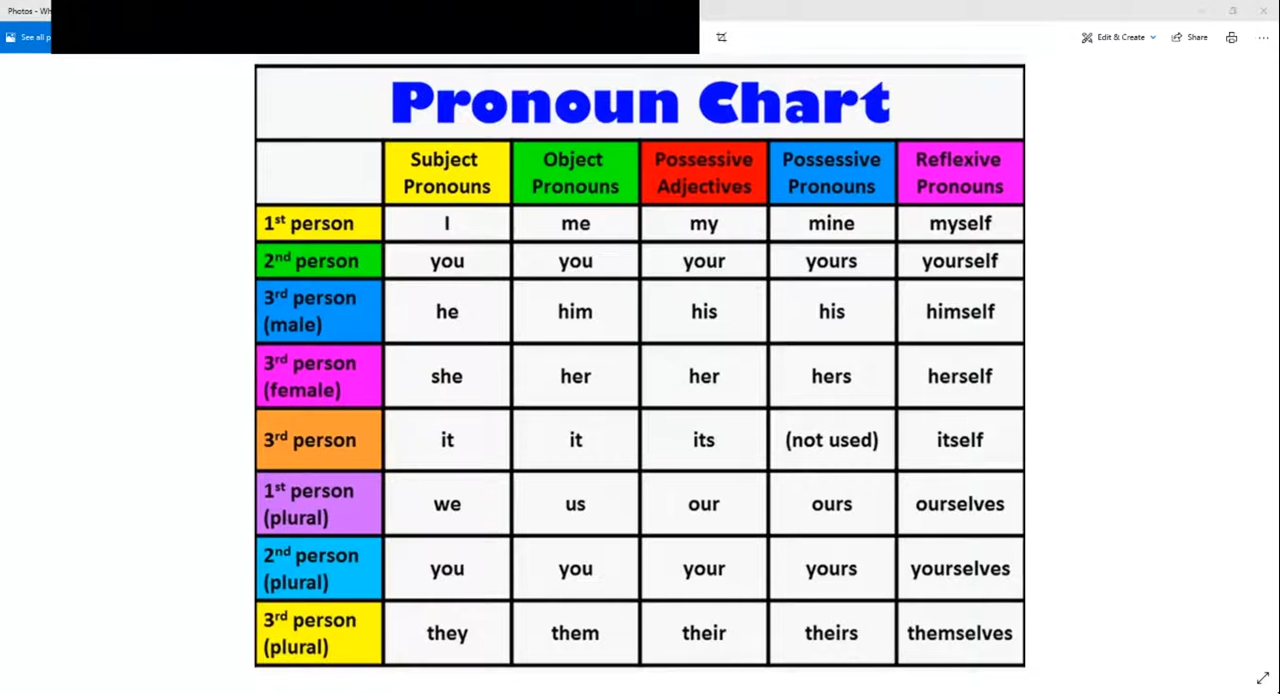 Photos - Wh
See all p
Edit & Create
Share
Pronoun Chart
Subject Pronouns
Object Pronouns
Possessive Adjectives
Possessive Pronouns
Reflexive Pronouns
1st person I me my mine myself
2nd person you you your yours yourself
3rd person (male) he him his his himself
3rd person (female) she her her hers herself
3rd person it it its (not used) itself
1st person (plural) we us our ours ourselves
2nd person (plural) you you your yours yourselves
3rd person (plural) they them their theirs themselves